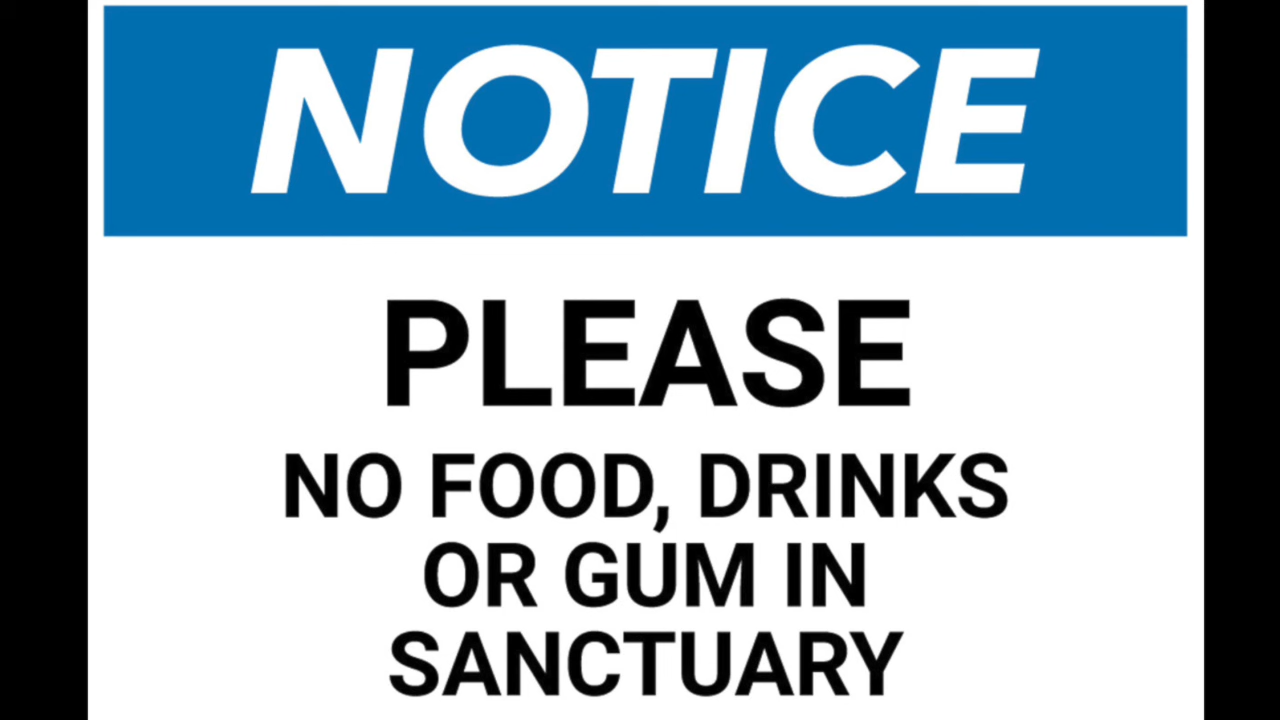 NOTICE
PLEASE
NO FOOD, DRINKS
OR GUM IN
SANCTUARY